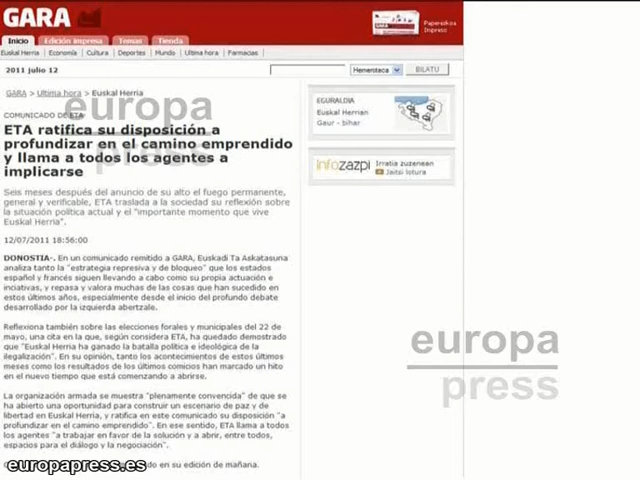 GARA
Paperezkoa
Impreso
Inicio Edición impresa Temas Tienda
Euskal Herria Economía Cultura Deportes Mundo Ultima hora Farmacias
2011 julio 12
Hemeroteca BILATU
GARA > Ultima hora > Euskal Herria
COMUNICADO DE ETA
ETA ratifica su disposición a
profundizar en el camino emprendido
y llama a todos los agentes a
implicarse
Seis meses después del anuncio de su alto el fuego permanente,
general y verificable, ETA traslada a la sociedad su reflexión sobre
la situación política actual y el "importante momento que vive
Euskal Herria".
12/07/2011 18:56:00
DONOSTIA-. En un comunicado remitido a GARA, Euskadi Ta Askatasuna
analiza tanto la "estrategia represiva y de bloqueo" que los estados
español y francés siguen llevando a cabo como su propia actuación e
iniciativas, y repasa y valora muchas de las cosas que han sucedido en
estos últimos años, especialmente desde el inicio del profundo debate
desarrollado por la izquierda abertzale.
Reflexiona también sobre las elecciones forales y municipales del 22 de
mayo, una cita en la que, según considera ETA, ha quedado demostrado
que "Euskal Herria ha ganado la batalla política e ideológica de la
ilegalización". En su opinión, tanto los acontecimientos de estos últimos
meses como los resultados de los últimos comicios han marcado un hito
en el nuevo tiempo que está comenzando a abrirse.
La organización armada se muestra "plenamente convencida" de que se
ha abierto una oportunidad para construir un escenario de paz y de
libertad en Euskal Herria, y ratifica en este comunicado su disposición "a
profundizar en el camino emprendido". En ese sentido, ETA llama a todos
los agentes "a trabajar en favor de la solución y a abrir, entre todos,
espacios para el diálogo y la negociación".
do en su edición de mañana.
EGURALDIA
Euskal Herrian
Gaur - bihar
infozazpi Irratia zuzenean
Jaitsi lotura
europa
press
europa
press
europapress.es